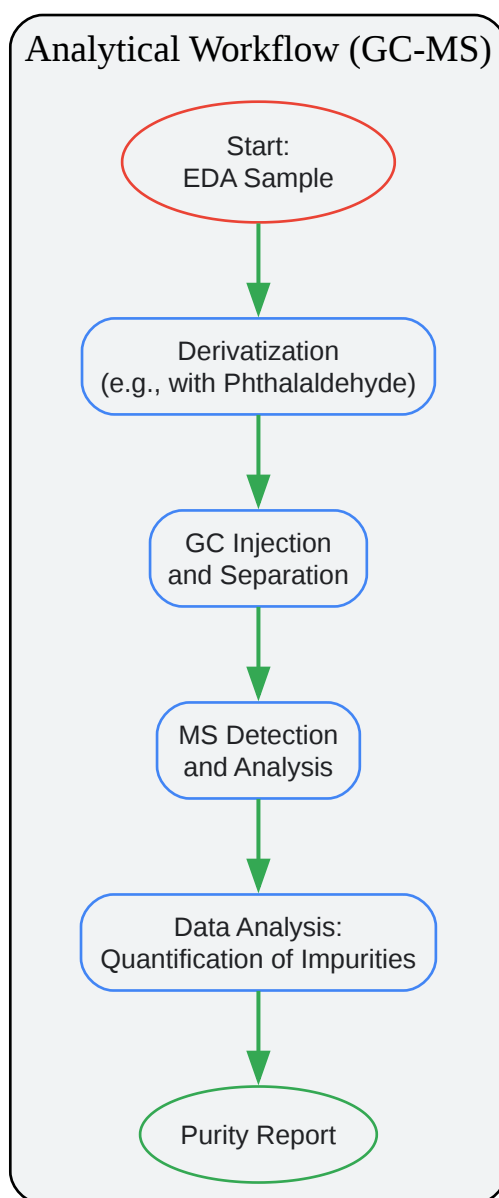 Analytical Workflow (GC-MS)
Start:
EDA Sample
Derivatization
(e.g., with Phthalaldehyde)
GC Injection
and Separation
MS Detection
and Analysis
Data Analysis:
Quantification of Impurities
Purity Report